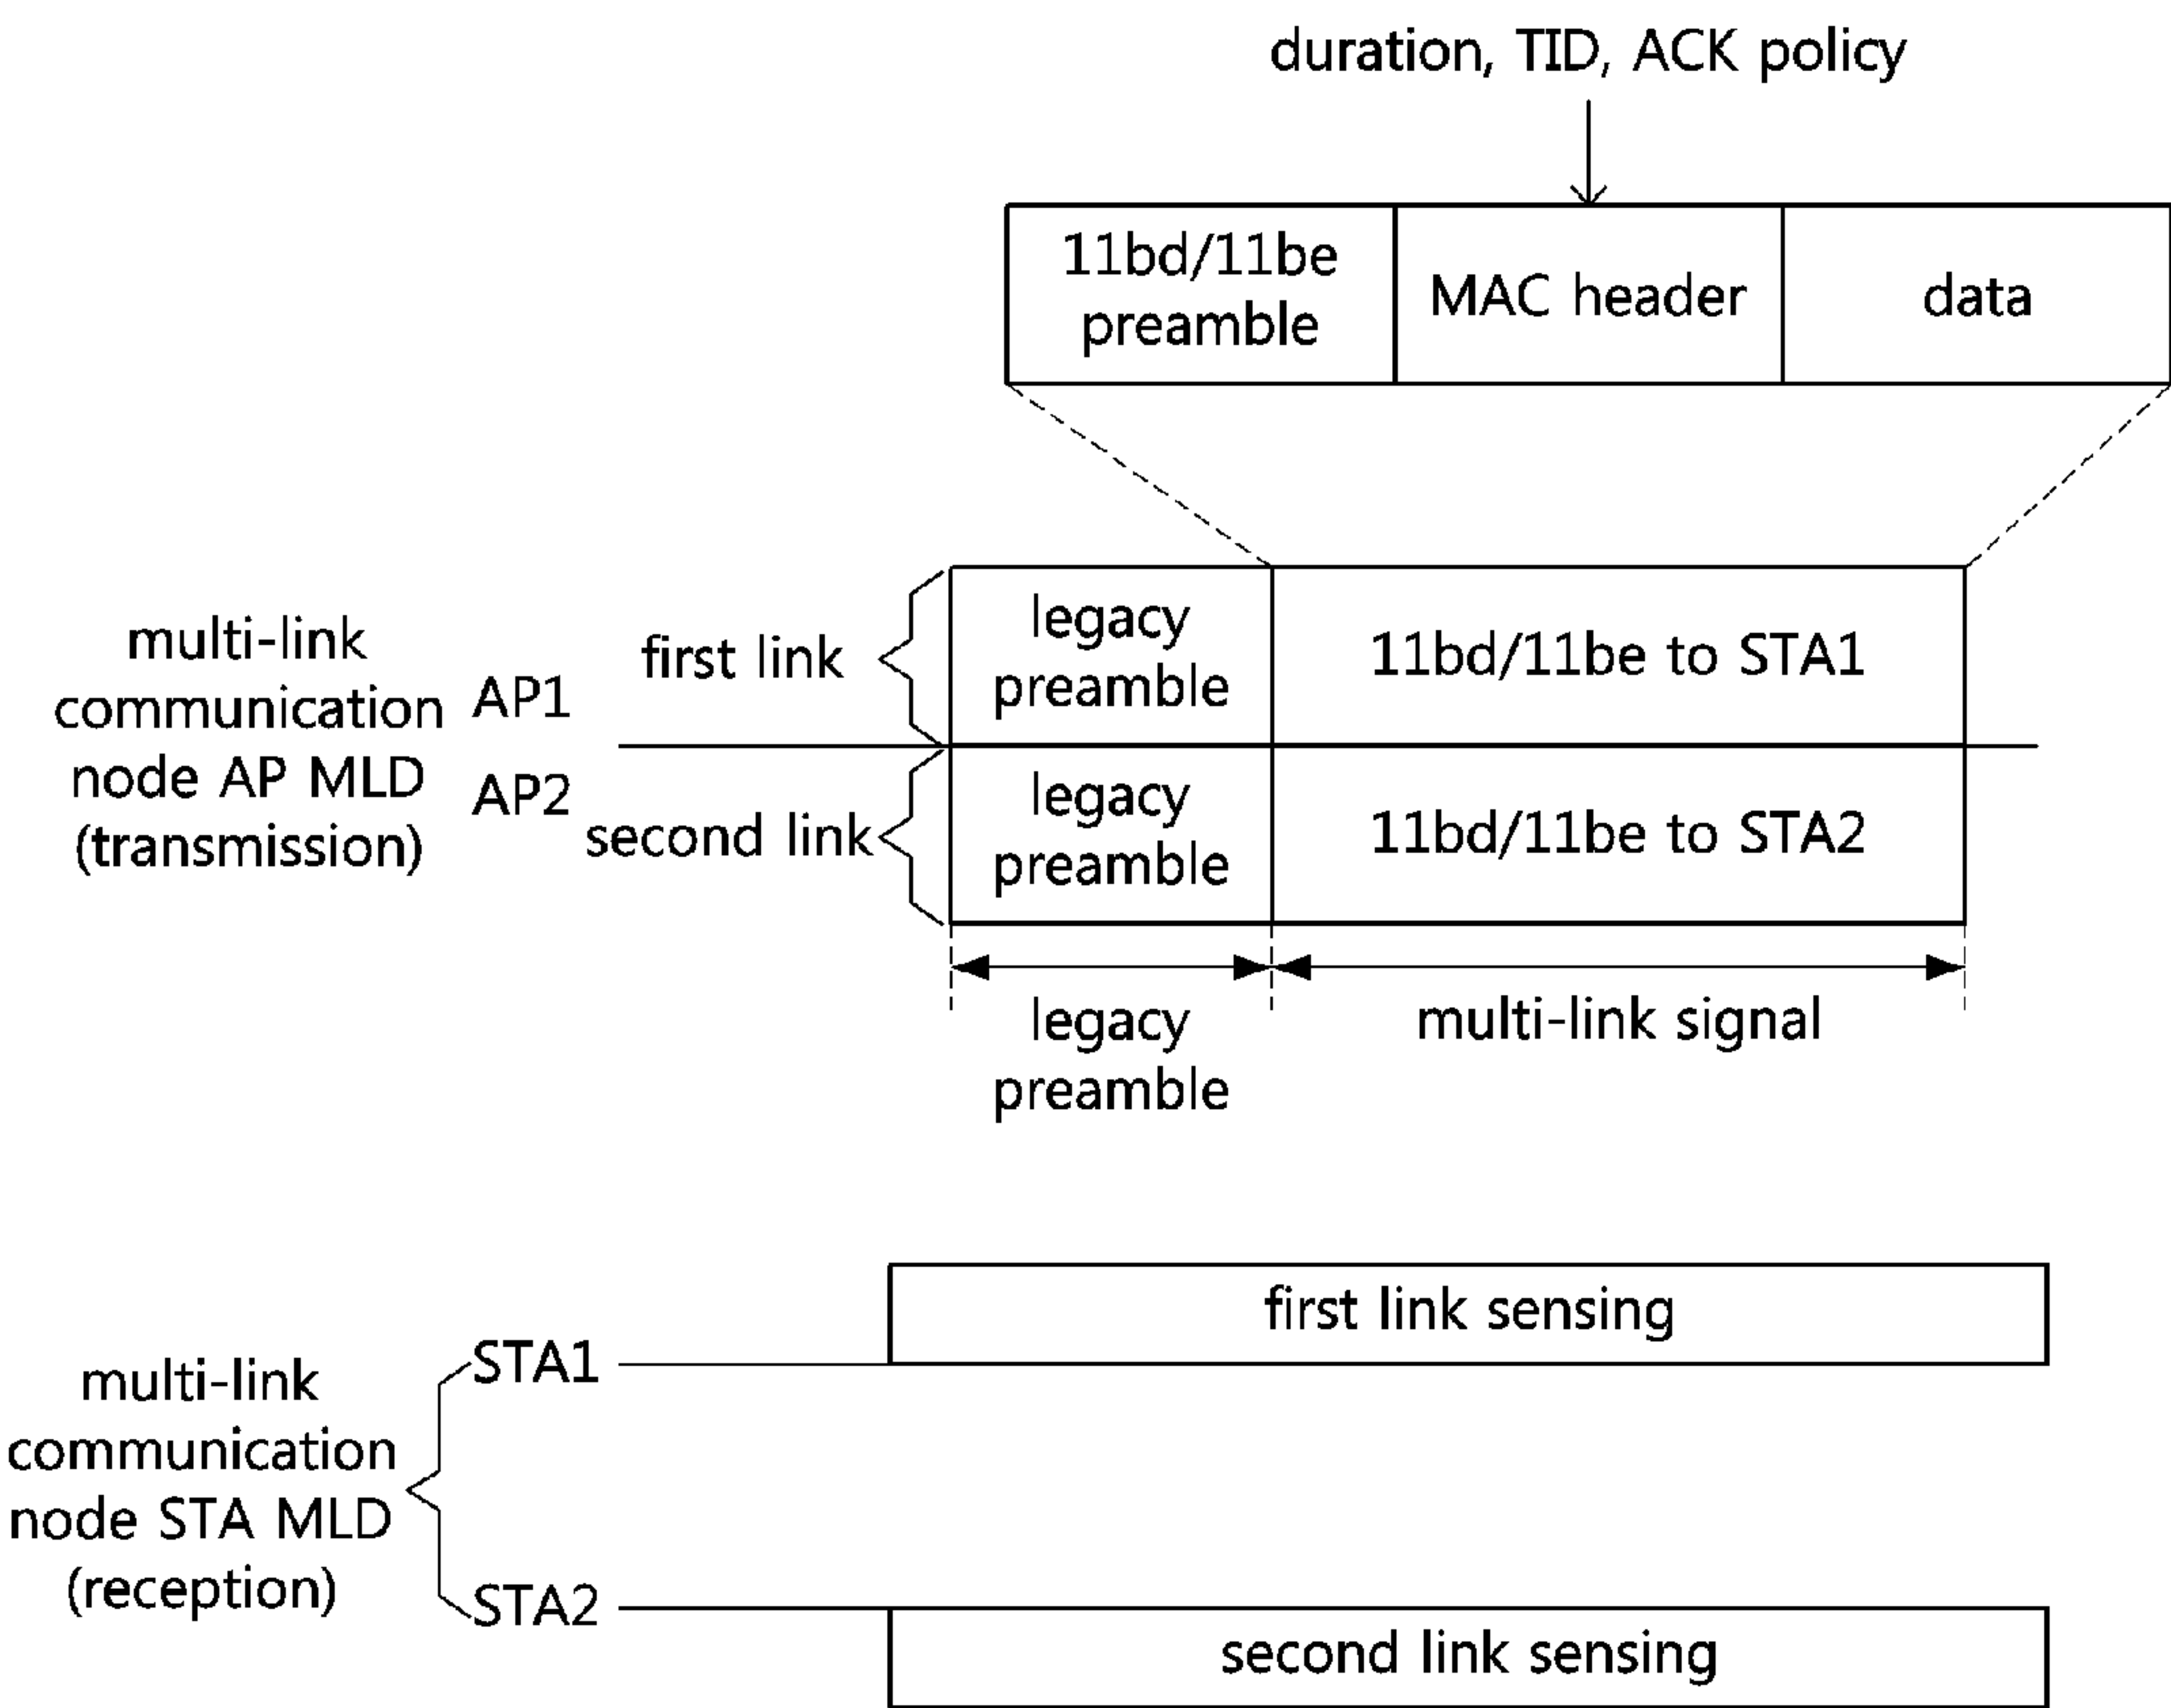 duration, TID, ACK policy
11bd/11be
preamble
MAC header
data
multi-link
communication
node AP MLD
(transmission)
AP1
AP2
first link
second link
legacy
preamble
11bd/11be to STA1
legacy
preamble
11bd/11be to STA2
legacy
preamble
multi-link signal
multi-link
communication
node STA MLD
(reception)
STA1
first link sensing
STA2
second link sensing